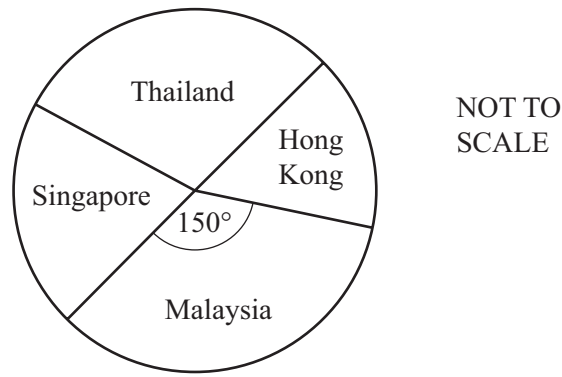 Thailand
NOT TO
SCALE
Hong
Kong
Singapore
150°
Malaysia